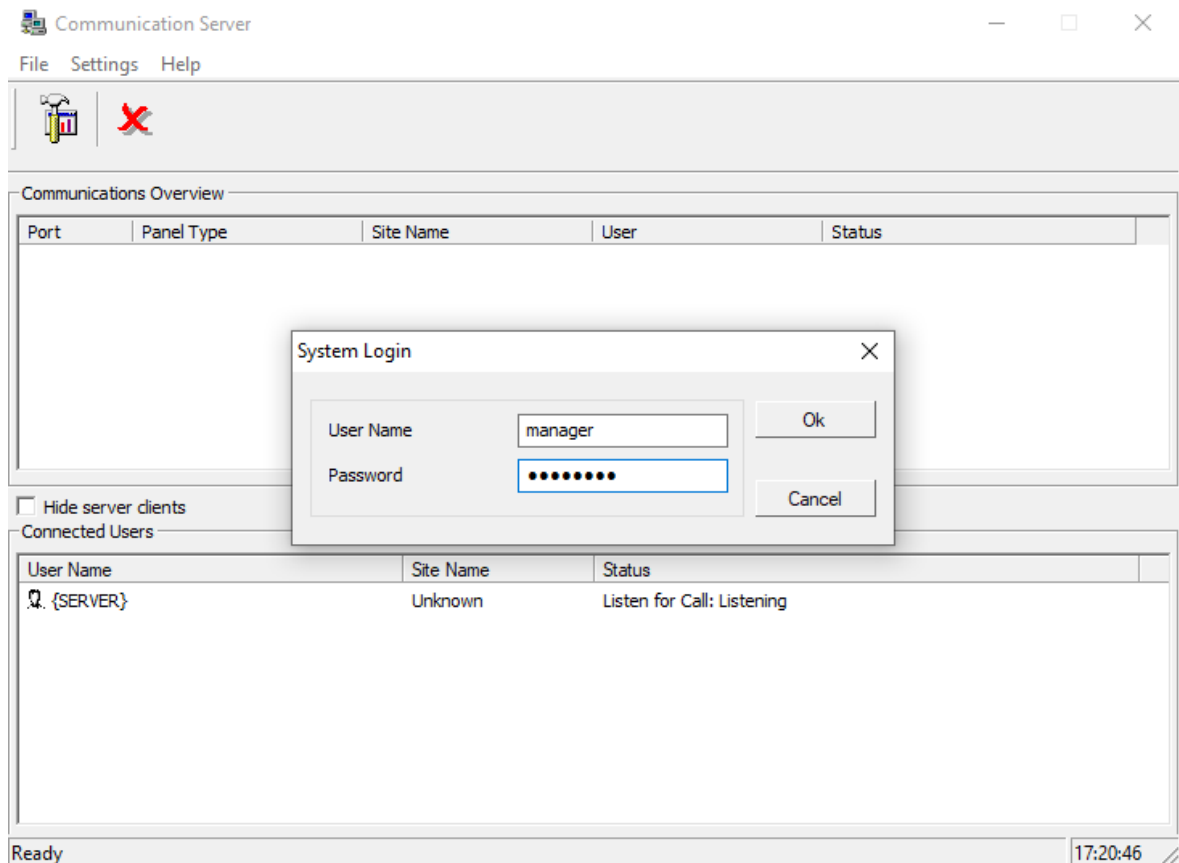 Communication Server
File Settings Help
Communications Overview
Port Panel Type Site Name User Status
System Login
User Name manager Ok
Password ●●●●●●●● Cancel
Hide server clients
Connected Users
User Name Site Name Status
{SERVER} Unknown Listen for Call: Listening
Ready 17:20:46